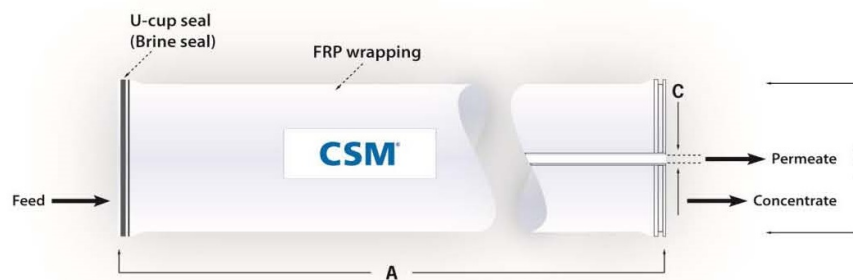 U-cup seal
(Brine seal)
FRP wrapping
C
CSM®
Permeate
Feed
Concentrate
A